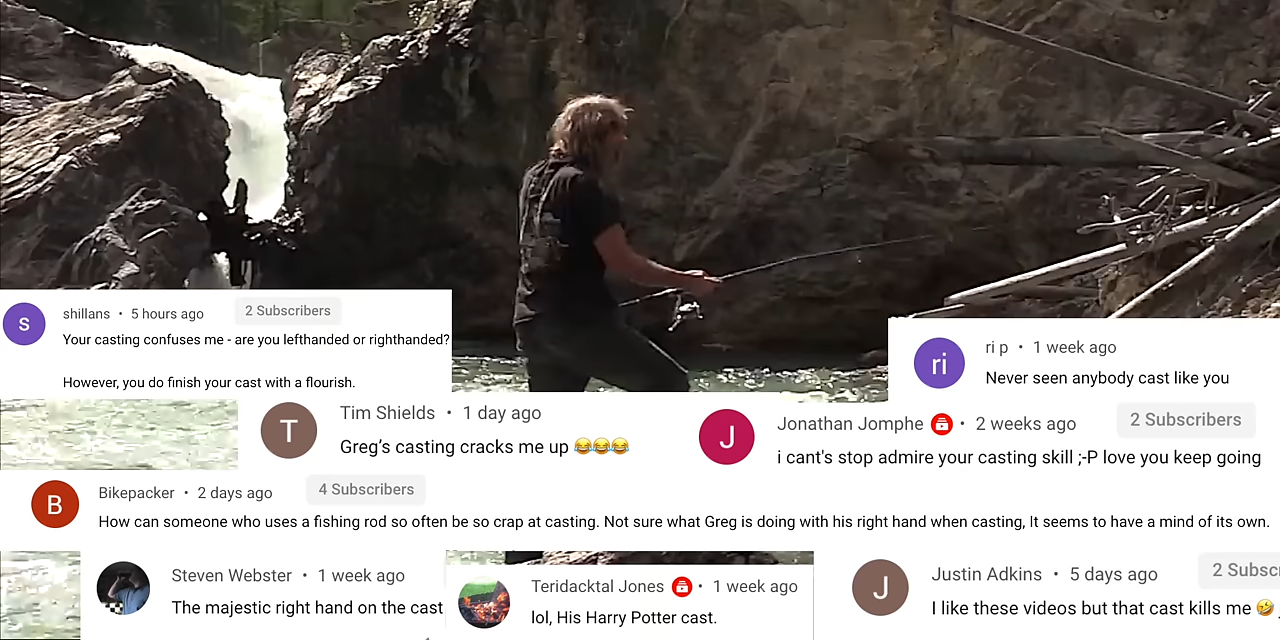 S
shillans • 5 hours ago
2 Subscribers
Your casting confuses me - are you lefthanded or righthanded?
However, you do finish your cast with a flourish.
ri
ri p • 1 week ago
Never seen anybody cast like you
T
Tim Shields • 1 day ago
Greg’s casting cracks me up 😂😂😂
J
Jonathan Jomphe • 2 weeks ago
2 Subscribers
i cant's stop admire your casting skill ;-P love you keep going
B
Bikepacker • 2 days ago
4 Subscribers
How can someone who uses a fishing rod so often be so crap at casting. Not sure what Greg is doing with his right hand when casting, It seems to have a mind of its own.
Steven Webster • 1 week ago
The majestic right hand on the cast
Teridacktal Jones • 1 week ago
lol, His Harry Potter cast.
J
Justin Adkins • 5 days ago
2 Subsc
I like these videos but that cast kills me 🤣